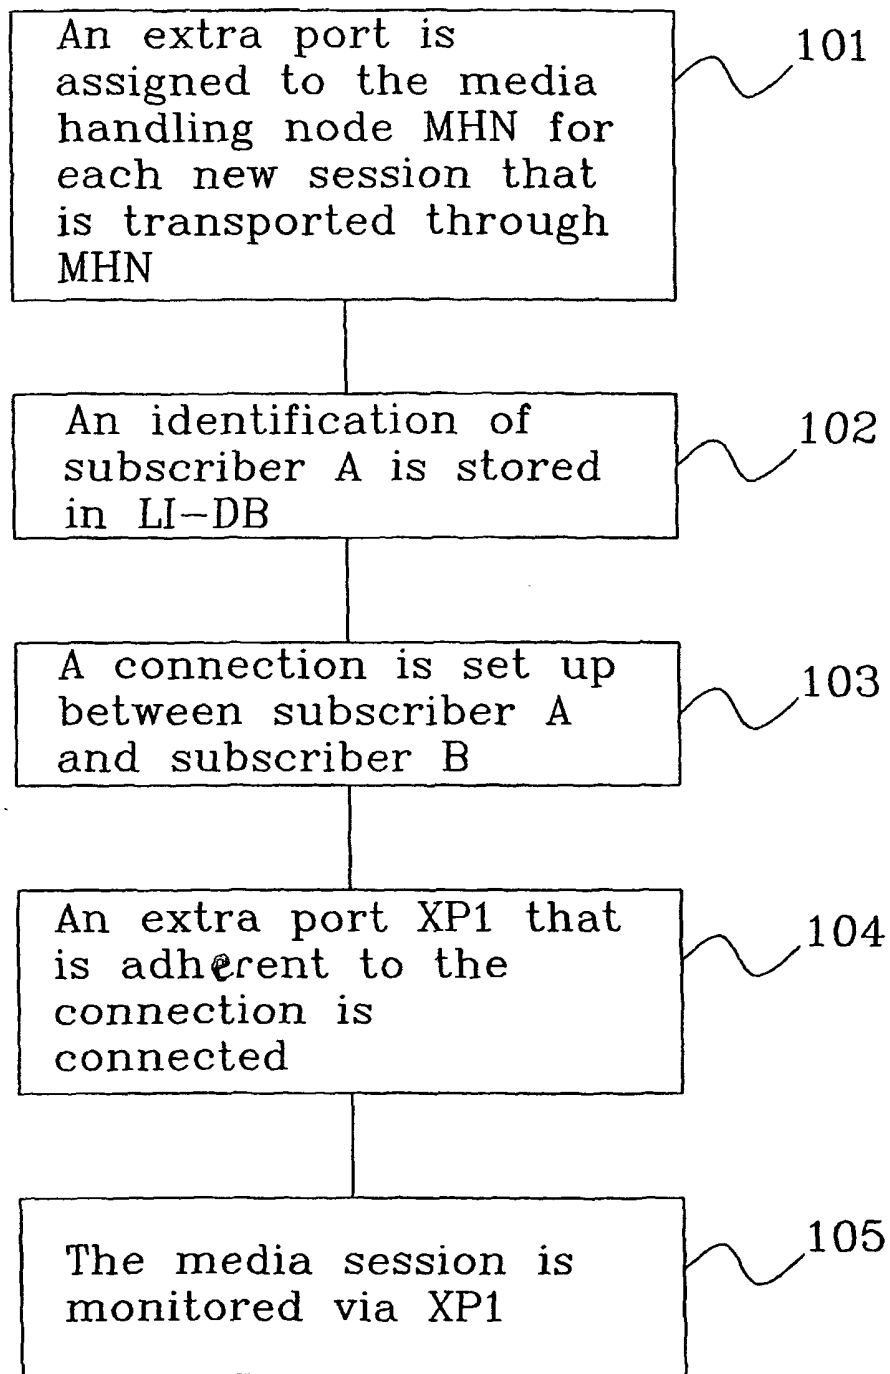 An extra port is
assigned to the media
handling node MHN for
each new session that
is transported through
MHN
101
An identification of
subscriber A is stored
in LI-DB
102
A connection is set up
between subscriber A
and subscriber B
103
An extra port XP1 that
is adherent to the
connection is
connected
104
The media session is
monitored via XP1
105